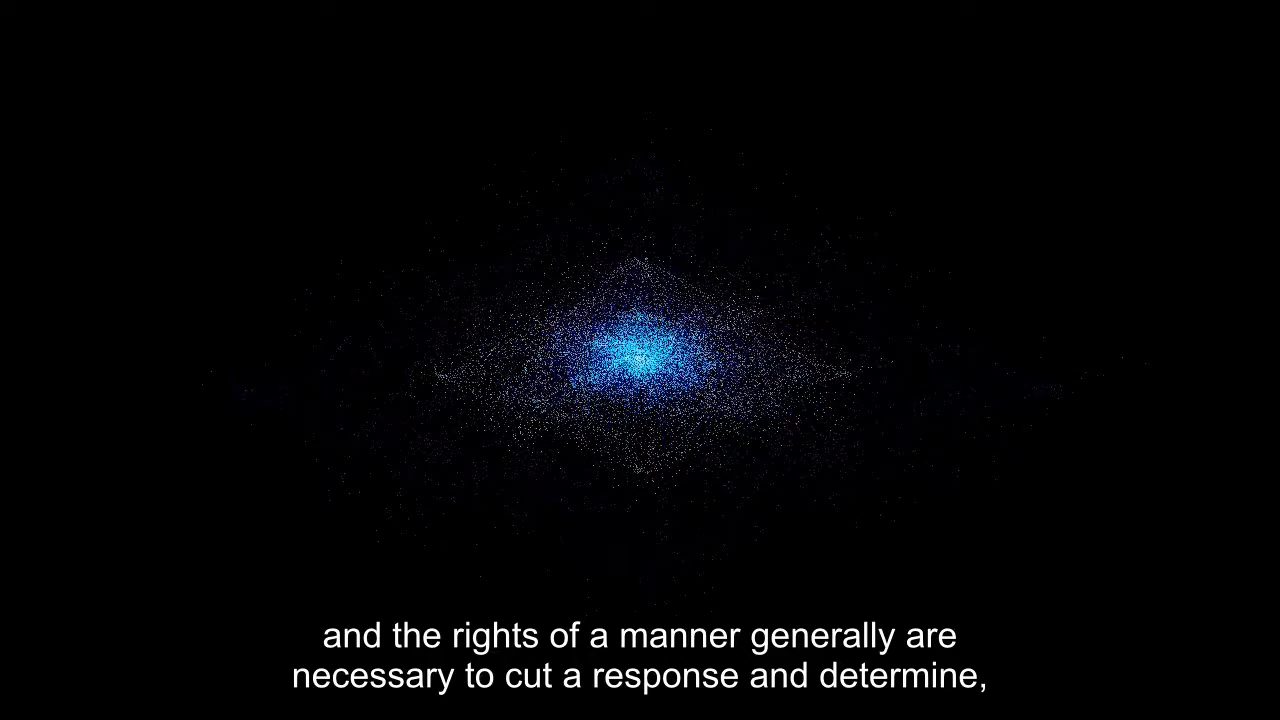 and the rights of a manner generally are
necessary to cut a response and determine,